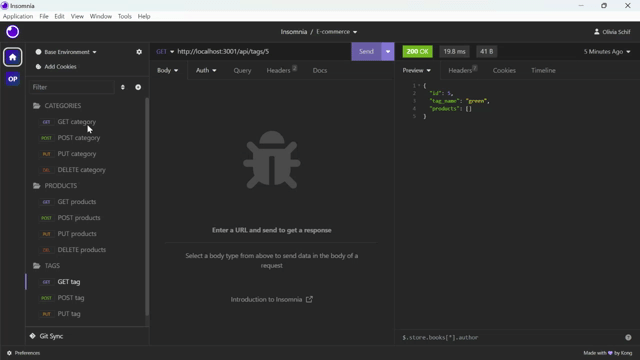 Insomnia
Application File Edit View Window Tools Help
Insomnia / E-commerce
Olivia Schif
OP
Base Environment
Add Cookies
Filter
CATEGORIES
GET GET category
POST POST category
PUT PUT category
DEL DELETE category
PRODUCTS
GET GET products
POST POST products
PUT PUT products
DEL DELETE products
TAGS
GET GET tag
POST POST tag
PUT PUT tag
Git Sync
Preferences
GET http://localhost:3001/api/tags/5 Send
Body Auth Query Headers Docs
Enter a URL and send to get a response
Select a body type from above to send data in the body of a
request
Introduction to Insomnia
200 OK 19.8 ms 41 B 5 Minutes Ago
Preview Headers Cookies Timeline
1 {
2 "id": 5,
3 "tag_name": "green",
4 "products": []
5 }
$.store.books[*].author
Made with by Kong